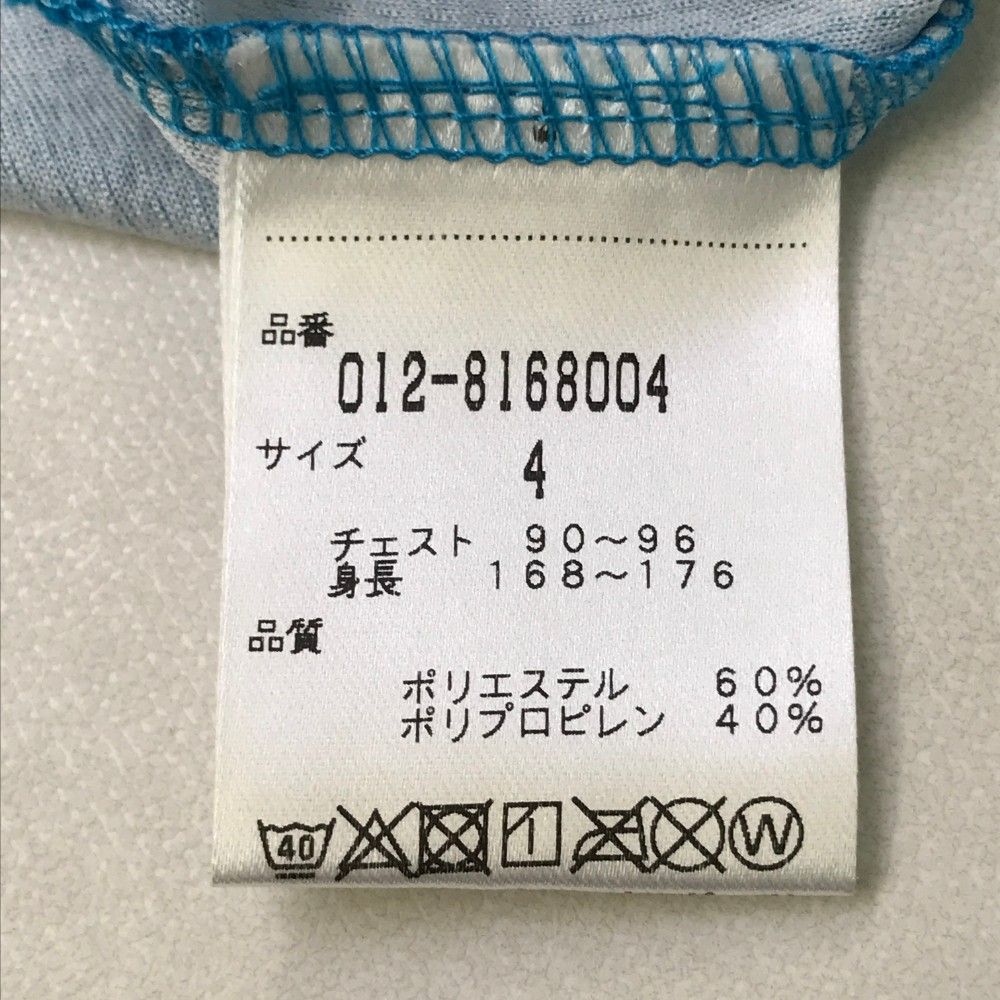 品番
012-8168004
サイズ 4
チェスト 90~96
身長 168~176
品質
ポリエステル 60%
ポリプロピレン 40%
40 W